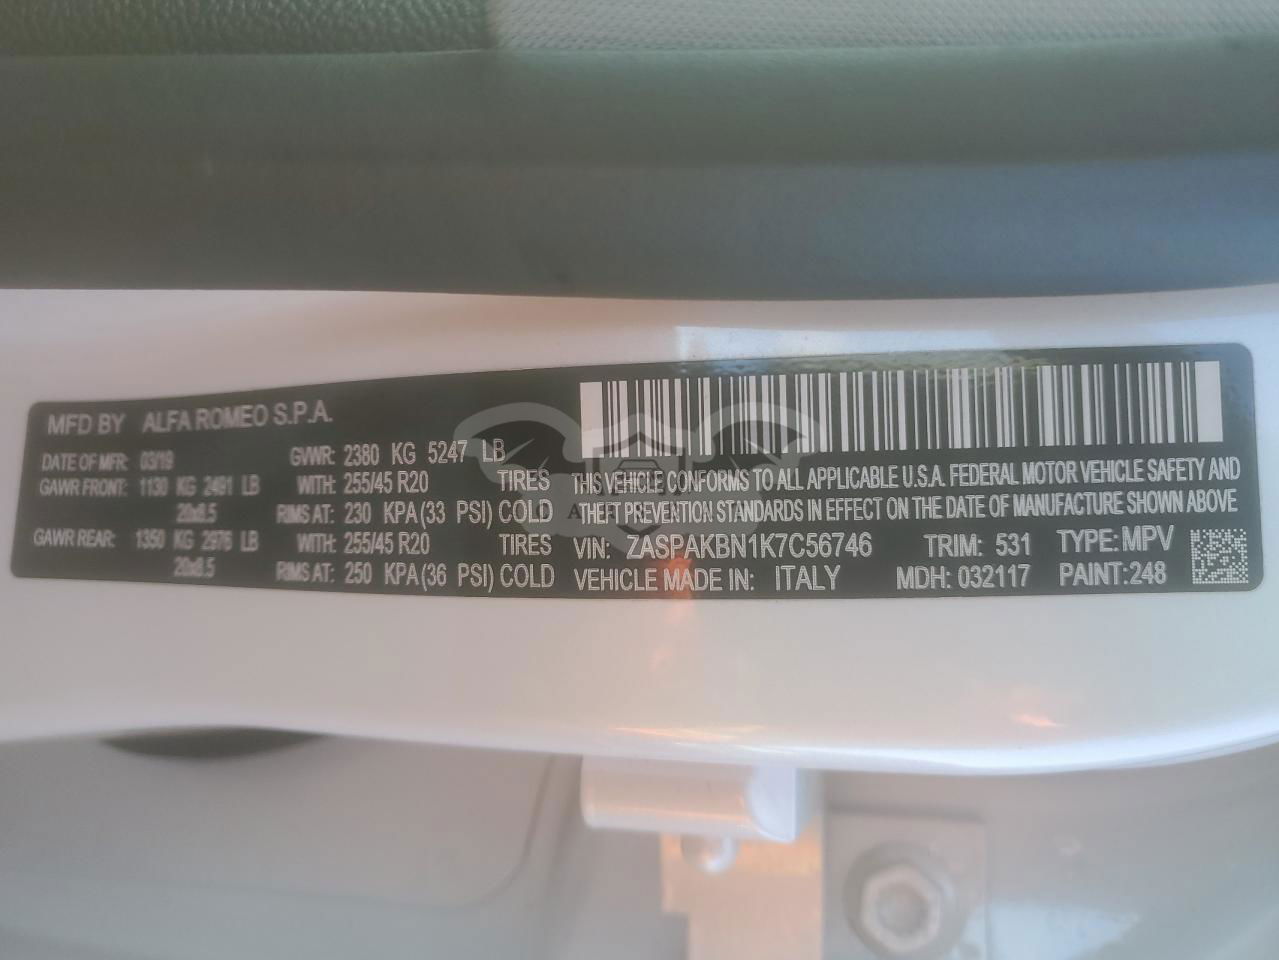 MFD BY ALFA ROMEO S.P.A.
DATE OF MFR: 03/19 GVWR: 2380 KG 5247 LB
GAWR FRONT: 1130 KG 2491 LB WITH: 255/45 R20 TIRES
20x8.5 RIMS AT: 230 KPA(33 PSI) COLD
GAWR REAR: 1350 KG 2976 LB WITH: 255/45 R20 TIRES
20x8.5 RIMS AT: 250 KPA(36 PSI) COLD
THIS VEHICLE CONFORMS TO ALL APPLICABLE U.S.A. FEDERAL MOTOR VEHICLE SAFETY AND
THEFT PREVENTION STANDARDS IN EFFECT ON THE DATE OF MANUFACTURE SHOWN ABOVE
VIN: ZASPAKBN1K7C56746 TRIM: 531 TYPE: MPV
VEHICLE MADE IN: ITALY MDH: 032117 PAINT:248